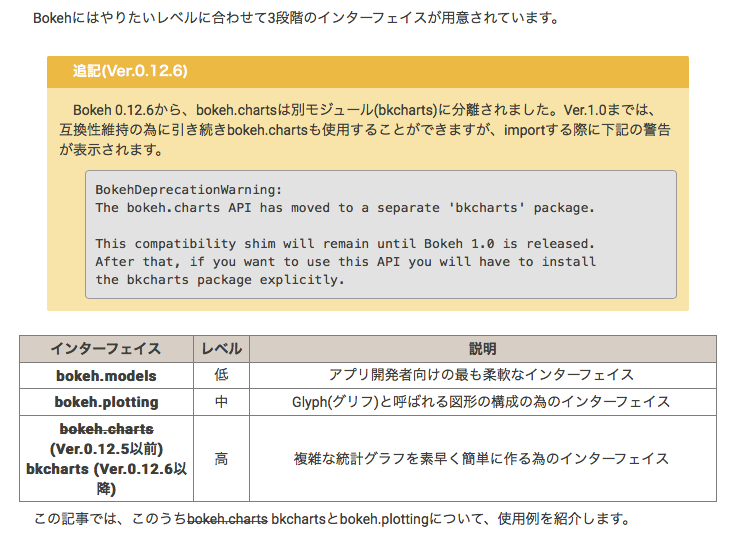 Bokehにはやりたいレベルに合わせて3段階のインターフェイスが用意されています。
追記(Ver.0.12.6)
Bokeh 0.12.6から、bokeh.chartsは別モジュール(bkcharts)に分離されました。Ver.1.0までは、
互換性維持の為に引き続きbokeh.chartsも使用することができますが、importする際に下記の警告
が表示されます。
BokehDeprecationWarning:
The bokeh.charts API has moved to a separate 'bkcharts' package.
This compatibility shim will remain until Bokeh 1.0 is released.
After that, if you want to use this API you will have to install
the bkcharts package explicitly.
インターフェイス レベル 説明
bokeh.models 低 アプリ開発者向けの最も柔軟なインターフェイス
bokeh.plotting 中 Glyph(グリフ)と呼ばれる図形の構成の為のインターフェイス
bokeh.charts
(Ver.0.12.5以前)
bkcharts (Ver.0.12.6以
降)
高
複雑な統計グラフを素早く簡単に作る為のインターフェイス
この記事では、このうちbokeh.charts bkchartsとbokeh.plottingについて、使用例を紹介します。